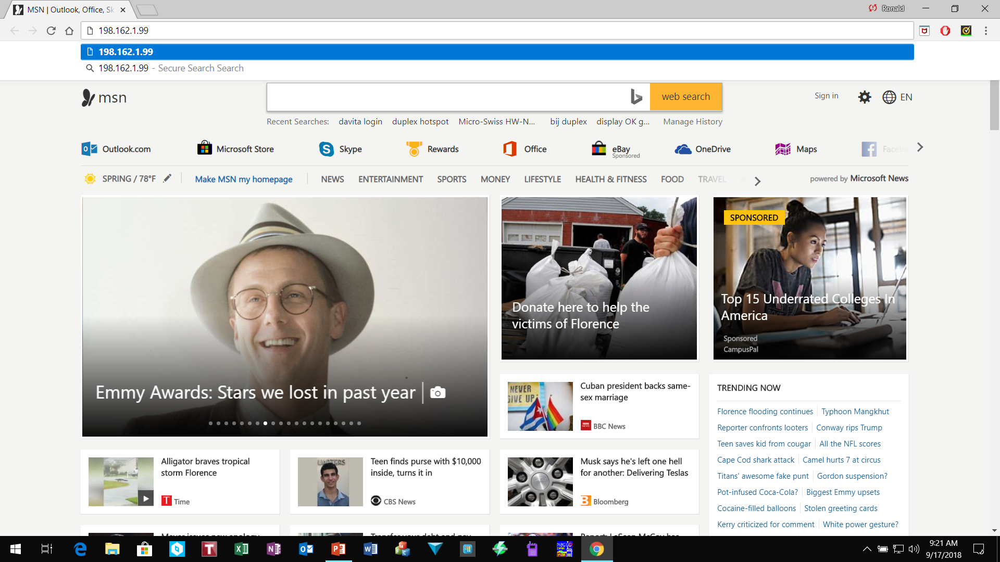 MSN | Outlook, Office, Sk
Ronald
198.162.1.99
198.162.1.99
198.162.1.99 - Secure Search Search
msn
web search
Sign in
EN
Recent Searches: davita login duplex hotspot Micro-Swiss HW-N... bij duplex display OK g... Manage History
Outlook.com Microsoft Store Skype Rewards Office eBay OneDrive Maps Facebo
Sponsored
SPRING / 78°F Make MSN my homepage NEWS ENTERTAINMENT SPORTS MONEY LIFESTYLE HEALTH & FITNESS FOOD TRAVEL powered by Microsoft News
Emmy Awards: Stars we lost in past year
Donate here to help the
victims of Florence
SPONSORED
Top 15 Underrated Colleges In
America
Sponsored
CampusPal
NEVER
GIVE UP
Cuban president backs same-
sex marriage
BBC News
Alligator braves tropical
storm Florence
Time
Teen finds purse with $10,000
inside, turns it in
CBS News
Musk says he's left one hell
for another: Delivering Teslas
Bloomberg
TRENDING NOW
Florence flooding continues Typhoon Mangkhut
Reporter confronts looters Conway rips Trump
Teen saves kid from cougar All the NFL scores
Cape Cod shark attack Camel hurts 7 at circus
Titans' awesome fake punt Gordon suspension?
Pot-infused Coca-Cola? Biggest Emmy upsets
Cocaine-filled balloons Stolen greeting cards
Kerry criticized for comment White power gesture?
9:21 AM
9/17/2018